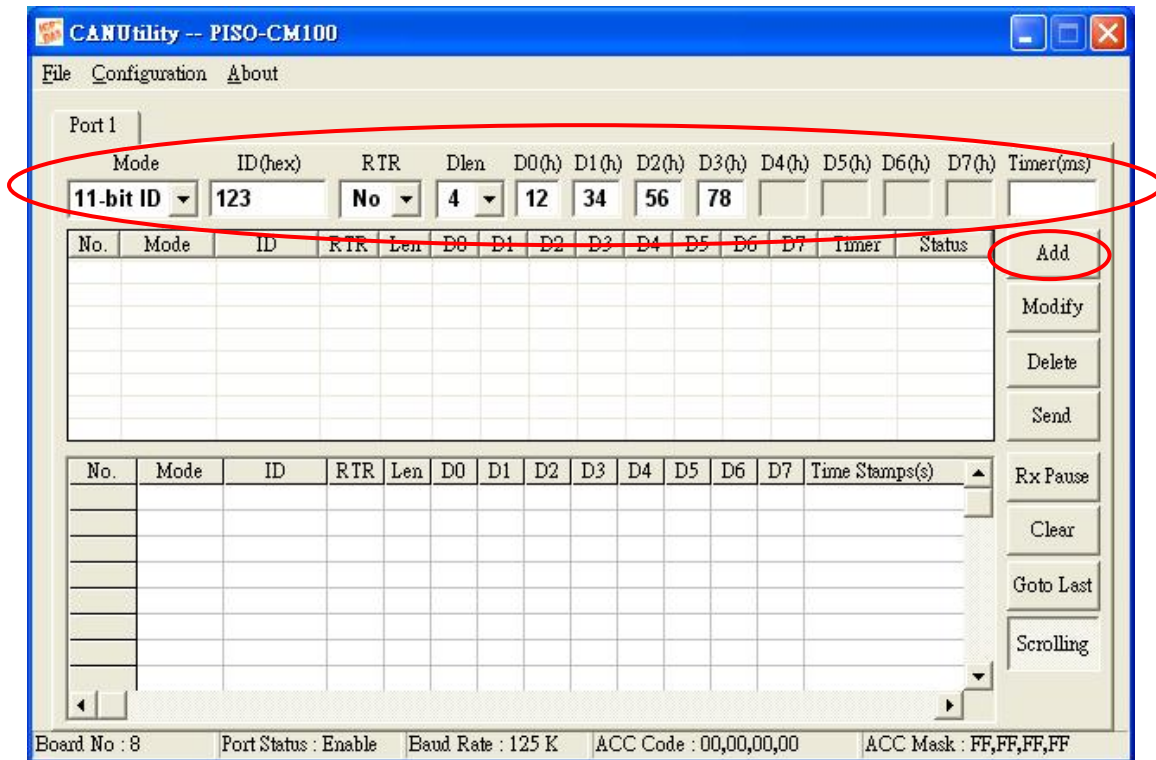 CANUtility -- PISO-CM100
File Configuration About
Port 1
Mode ID(hex) RTR Dlen D0(h) D1(h) D2(h) D3(h) D4(h) D5(h) D6(h) D7(h) Timer(ms)
11-bit ID 123 No 4 12 34 56 78
No. Mode ID RTR Len D0 D1 D2 D3 D4 D5 D6 D7 Timer Status
Add
Modify
Delete
Send
No. Mode ID RTR Len D0 D1 D2 D3 D4 D5 D6 D7 Time Stamps(s)
Rx Pause
Clear
Goto Last
Scrolling
Board No : 8 Port Status : Enable Baud Rate : 125 K ACC Code : 00,00,00,00 ACC Mask : FF,FF,FF,FF